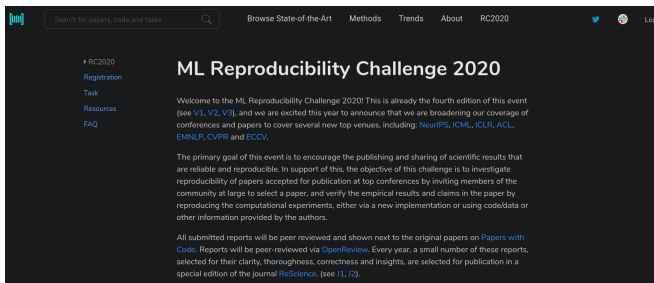 Search for papers, code and tasks
Browse State-of-the-Art Methods Trends About RC2020
Lo
RC2020
Registration
Task
Resources
FAQ
ML Reproducibility Challenge 2020
Welcome to the ML Reproducibility Challenge 2020! This is already the fourth edition of this event
(see V1, V2, V3), and we are excited this year to announce that we are broadening our coverage of
conferences and papers to cover several new top venues, including: NeurIPS, ICML, ICLR, ACL,
EMNLP, CVPR and ECCV.
The primary goal of this event is to encourage the publishing and sharing of scientific results that
are reliable and reproducible. In support of this, the objective of this challenge is to investigate
reproducibility of papers accepted for publication at top conferences by inviting members of the
community at large to select a paper, and verify the empirical results and claims in the paper by
reproducing the computational experiments, either via a new implementation or using code/data or
other information provided by the authors.
All submitted reports will be peer reviewed and shown next to the original papers on Papers with
Code. Reports will be peer-reviewed via OpenReview. Every year, a small number of these reports,
selected for their clarity, thoroughness, correctness and insights, are selected for publication in a
special edition of the journal ReScience. (see J1, J2).